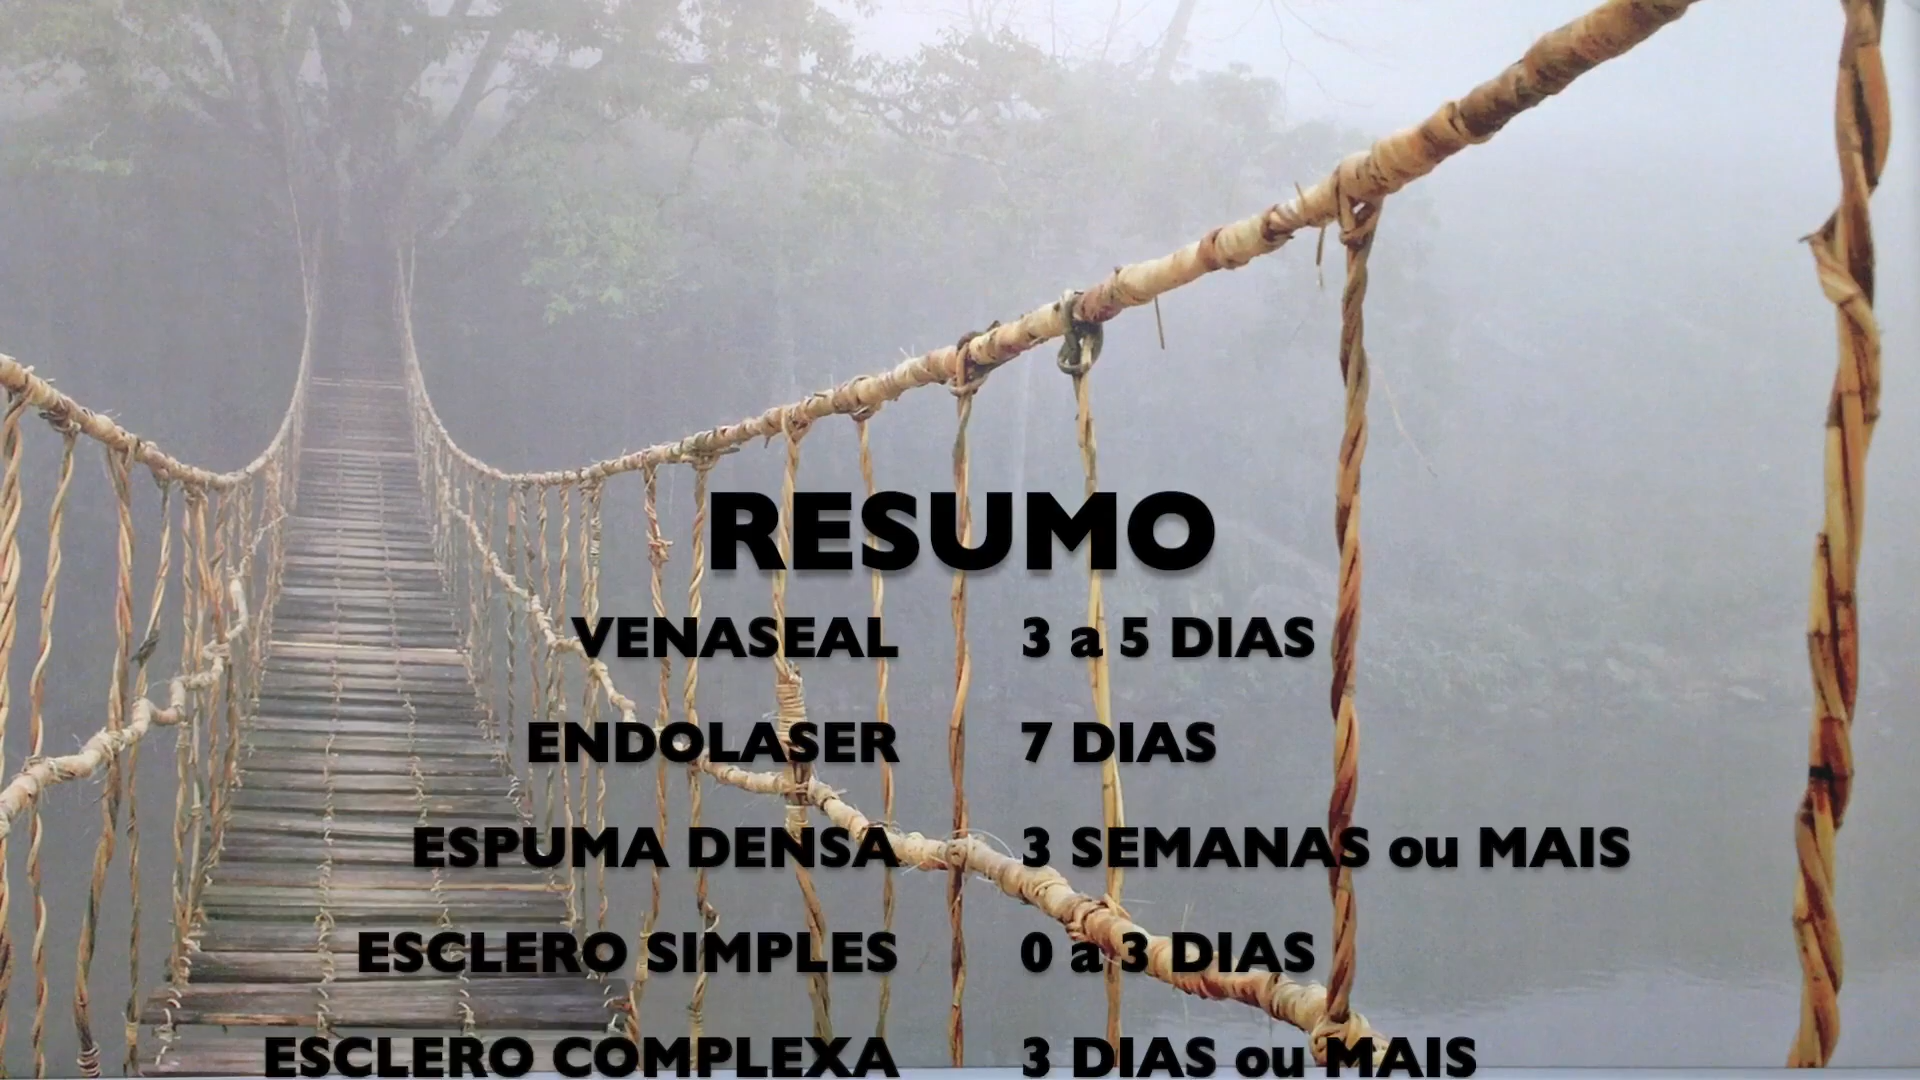 RESUMO
VENASEAL 3 a 5 DIAS
ENDOLASER 7 DIAS
ESPUMA DENSA 3 SEMANAS ou MAIS
ESCLERO SIMPLES 0 a 3 DIAS
ESCLERO COMPLEXA 3 DIAS ou MAIS